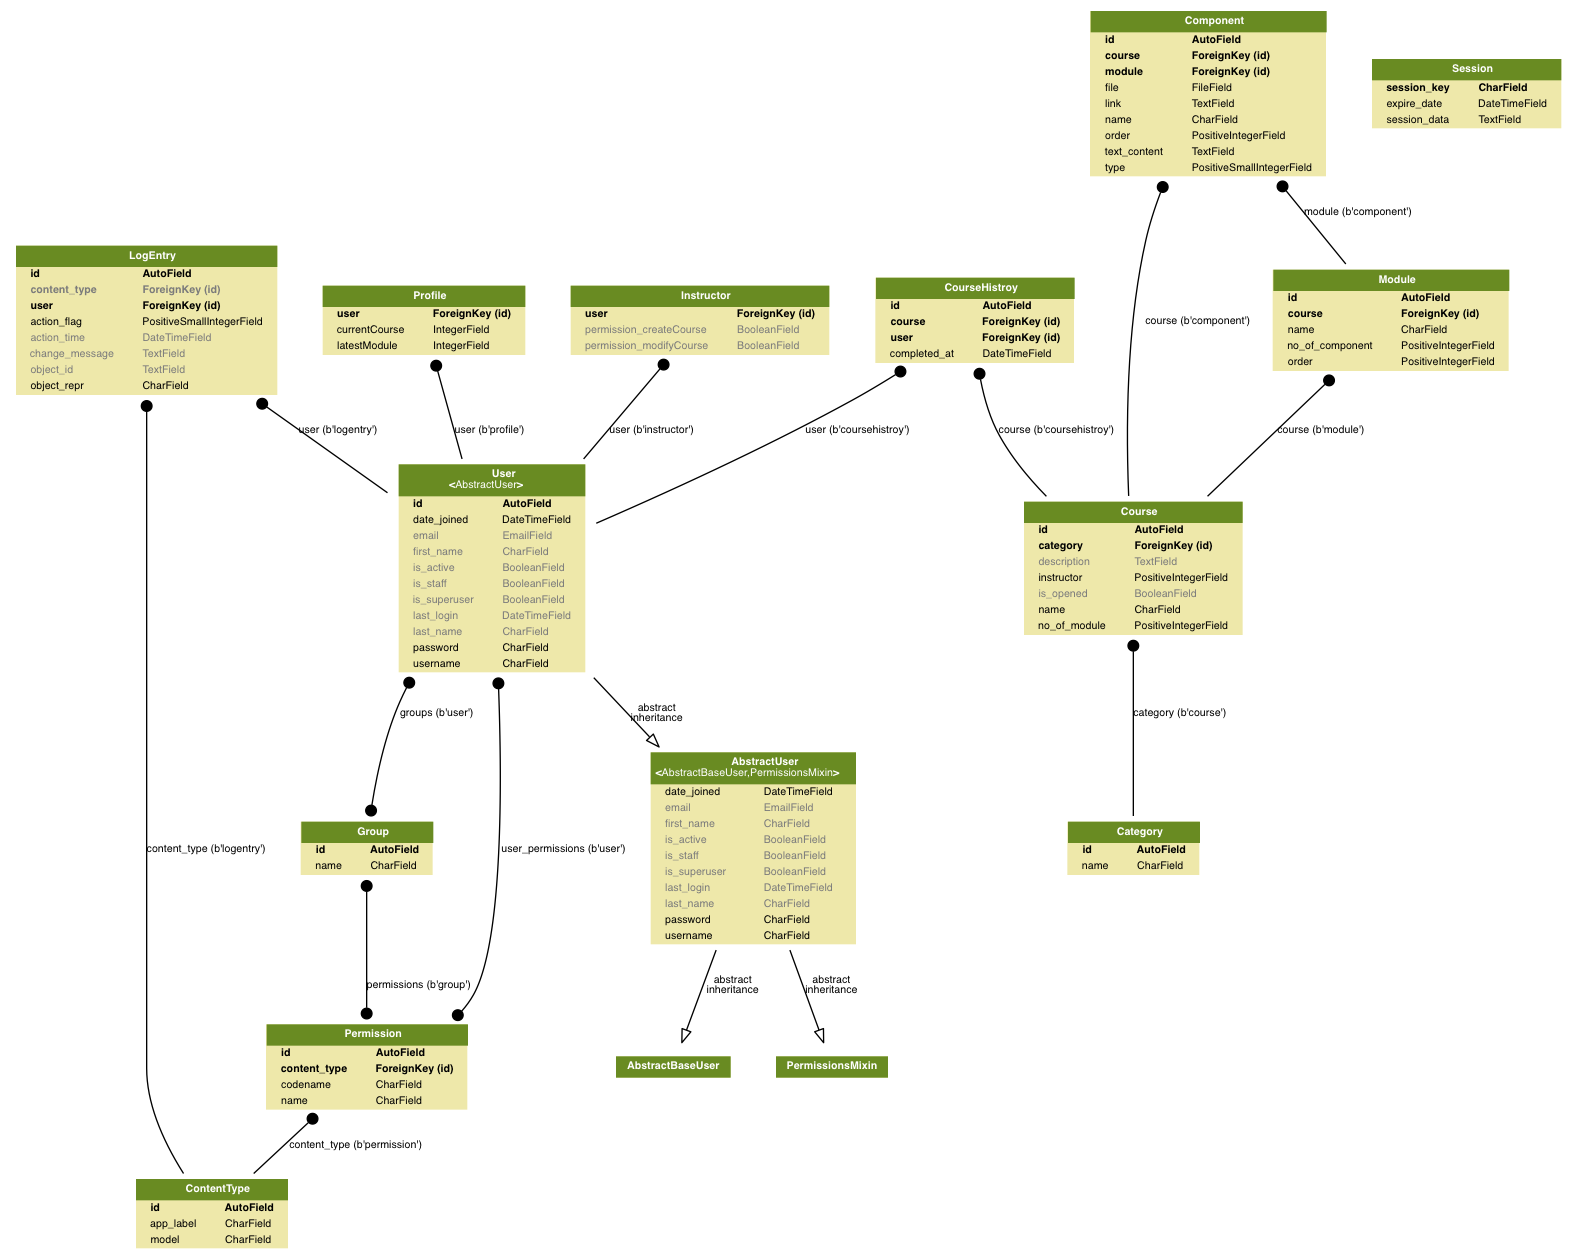 Component
id AutoField
course ForeignKey (id)
module ForeignKey (id)
file FileField
link TextField
name CharField
order PositiveIntegerField
text_content TextField
type PositiveSmallIntegerField
Session
session_key CharField
expire_date DateTimeField
session_data TextField
module (b'component')
LogEntry
id AutoField
content_type ForeignKey (id)
user ForeignKey (id)
action_flag PositiveSmallIntegerField
action_time DateTimeField
change_message TextField
object_id TextField
object_repr CharField
Profile
user ForeignKey (id)
currentCourse IntegerField
latestModule IntegerField
Instructor
user ForeignKey (id)
permission_createCourse BooleanField
permission_modifyCourse BooleanField
CourseHistroy
id AutoField
course ForeignKey (id)
user ForeignKey (id)
completed_at DateTimeField
course (b'component')
Module
id AutoField
course ForeignKey (id)
name CharField
no_of_component PositiveIntegerField
order PositiveIntegerField
user (b'logentry')
user (b'profile')
user (b'instructor')
user (b'coursehistroy')
course (b'coursehistroy')
course (b'module')
User
<AbstractUser>
id AutoField
date_joined DateTimeField
email EmailField
first_name CharField
is_active BooleanField
is_staff BooleanField
is_superuser BooleanField
last_login DateTimeField
last_name CharField
password CharField
username CharField
Course
id AutoField
category ForeignKey (id)
description TextField
instructor PositiveIntegerField
is_opened BooleanField
name CharField
no_of_module PositiveIntegerField
groups (b'user')
abstract
inheritance
category (b'course')
AbstractUser
<AbstractBaseUser,PermissionsMixin>
date_joined DateTimeField
email EmailField
first_name CharField
is_active BooleanField
is_staff BooleanField
is_superuser BooleanField
last_login DateTimeField
last_name CharField
password CharField
username CharField
content_type (b'logentry')
Group
id AutoField
name CharField
user_permissions (b'user')
Category
id AutoField
name CharField
permissions (b'group')
abstract
inheritance
abstract
inheritance
Permission
id AutoField
content_type ForeignKey (id)
codename CharField
name CharField
AbstractBaseUser
PermissionsMixin
content_type (b'permission')
ContentType
id AutoField
app_label CharField
model CharField